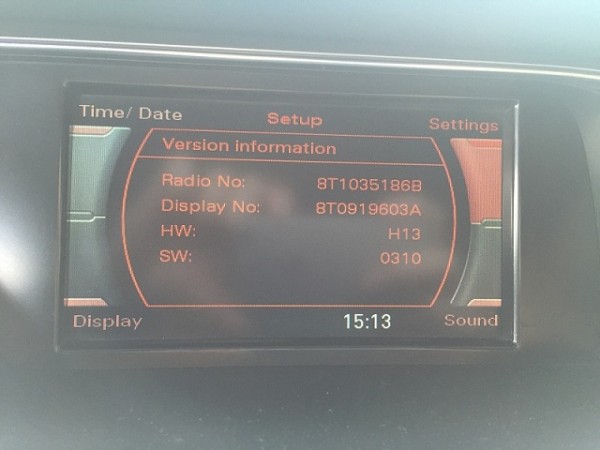 Time/ Date
Setup
Settings
Version information
Radio No: 8T1035186B
Display No: 8T0919603A
HW: H13
SW: 0310
Display
15:13
Sound